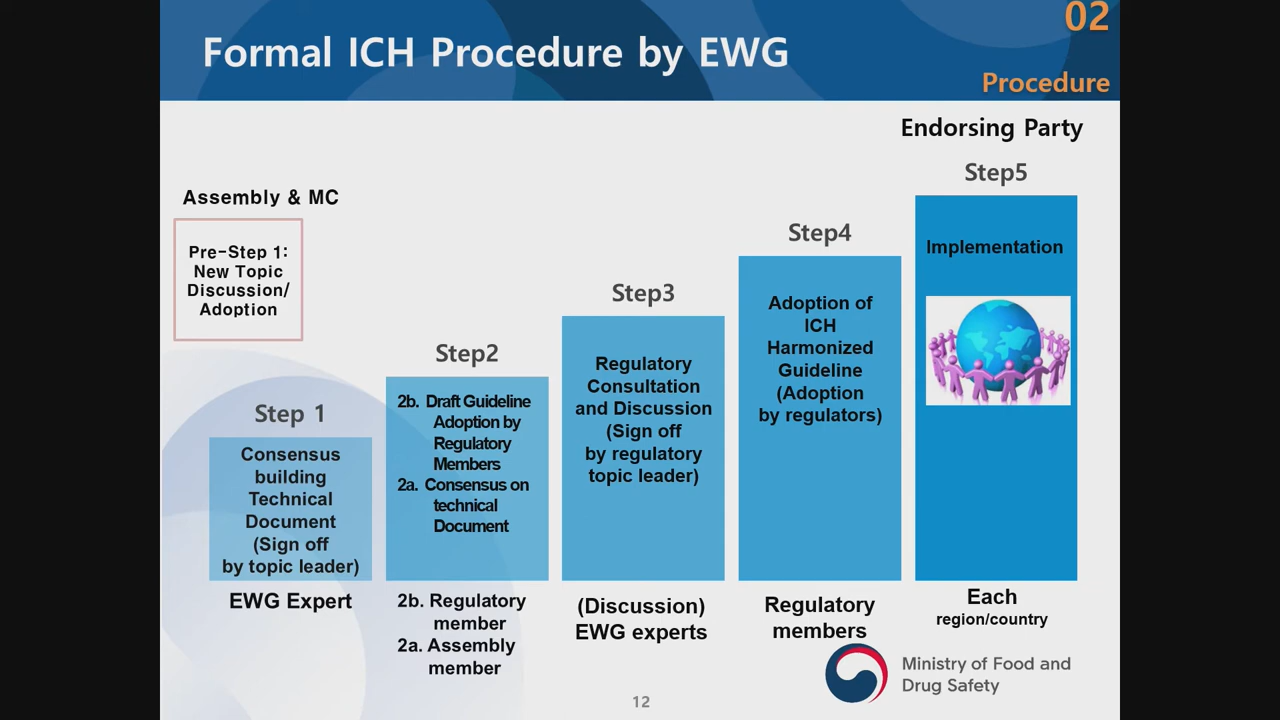 02
Formal ICH Procedure by EWG
Procedure
Endorsing Party
Assembly & MC
Pre-Step 1:
New Topic
Discussion/
Adoption
Step 1
Consensus
building
Technical
Document
(Sign off
by topic leader)
EWG Expert
Step2
2b. Draft Guideline
Adoption by
Regulatory
Members
2a. Consensus on
technical
Document
2b. Regulatory
member
2a. Assembly
member
Step3
Regulatory
Consultation
and Discussion
(Sign off
by regulatory
topic leader)
(Discussion)
EWG experts
Step4
Adoption of
ICH
Harmonized
Guideline
(Adoption
by regulators)
Regulatory
members
Step5
Implementation
Each
region/country
Ministry of Food and
Drug Safety
12